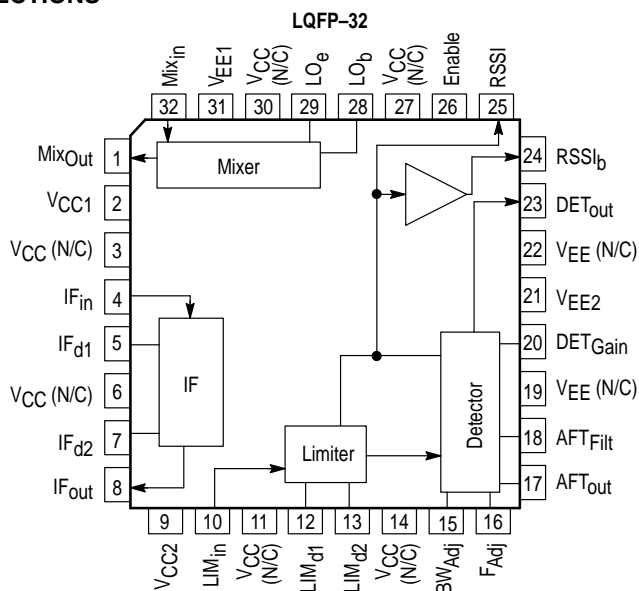 ECTIONS
LQFP–32
Mix_in
V_EE1
V_CC (N/C)
LO_e
LO_b
V_CC (N/C)
Enable
RSSI
32
31
30
29
28
27
26
25
Mix_Out
1
Mixer
24
RSSI_b
V_CC1
2
23
DET_out
V_CC (N/C)
3
22
V_EE (N/C)
IF_in
4
21
V_EE2
IF_d1
5
20
DET_Gain
V_CC (N/C)
6
IF
19
V_EE (N/C)
IF_d2
7
Limiter
Detector
18
AFT_Filt
IF_out
8
17
AFT_out
9
10
11
12
13
14
15
16
V_CC2
LIM_in
V_CC (N/C)
LIM_d1
LIM_d2
V_CC (N/C)
BW_Adj
F_Adj